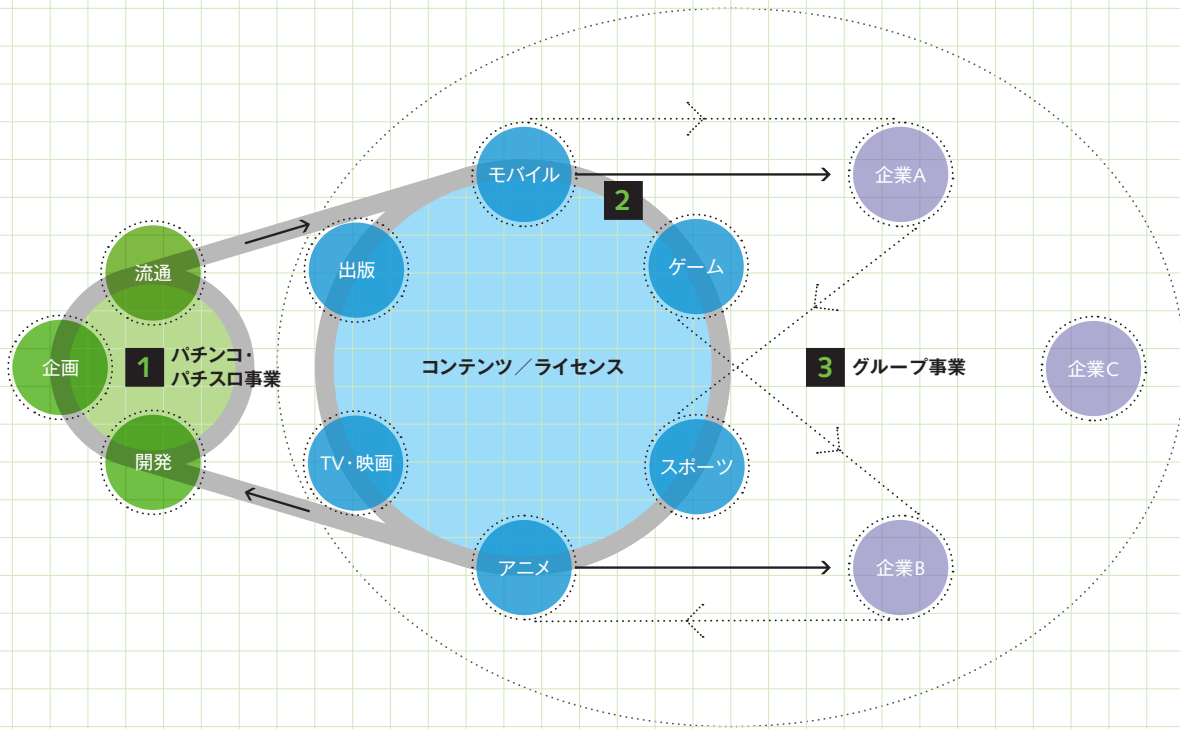 流通
企画
1
パチンコ・
パチスロ事業
開発
モバイル
2
出版
ゲーム
コンテンツ／ライセンス
TV・映画
スポーツ
アニメ
企業A
3 グループ事業
企業C
企業B